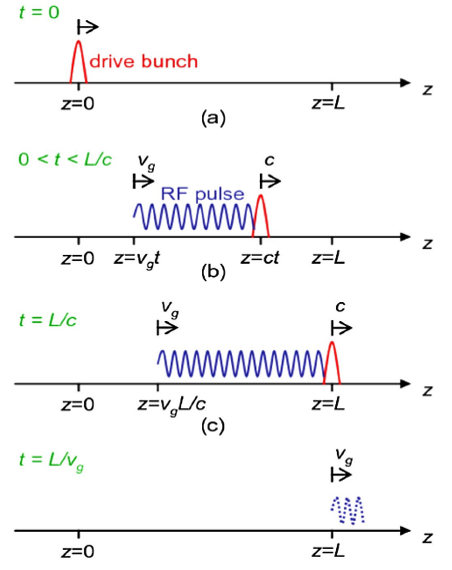 t = 0
drive bunch
z=0 z=L z
(a)
0 < t < L/c
v_g c
RF pulse
z=0 z=v_gt z=ct z=L z
(b)
t = L/c
v_g c
z=0 z=v_gL/c z=L z
(c)
t = L/v_g
v_g
z=0 z=L z